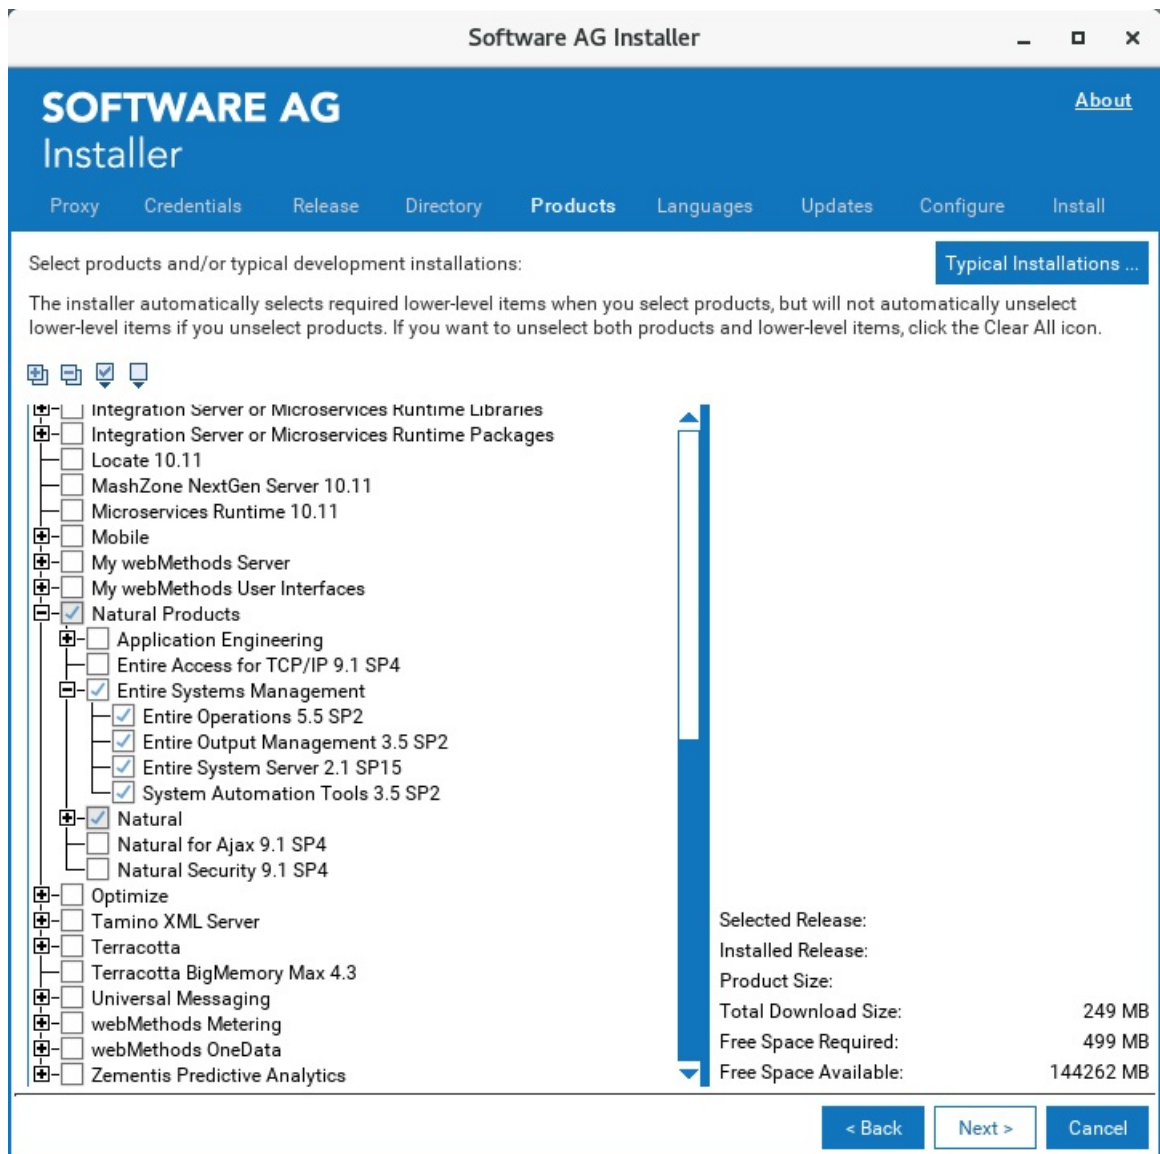 Software AG Installer
SOFTWARE AG
About
Installer
Proxy Credentials Release Directory Products Languages Updates Configure Install
Select products and/or typical development installations:
Typical Installations ...
The installer automatically selects required lower-level items when you select products, but will not automatically unselect
lower-level items if you unselect products. If you want to unselect both products and lower-level items, click the Clear All icon.
Integration Server or Microservices Runtime Libraries
Integration Server or Microservices Runtime Packages
Locate 10.11
MashZone NextGen Server 10.11
Microservices Runtime 10.11
Mobile
My webMethods Server
My webMethods User Interfaces
Natural Products
Application Engineering
Entire Access for TCP/IP 9.1 SP4
Entire Systems Management
Entire Operations 5.5 SP2
Entire Output Management 3.5 SP2
Entire System Server 2.1 SP15
System Automation Tools 3.5 SP2
Natural
Natural for Ajax 9.1 SP4
Natural Security 9.1 SP4
Optimize
Tamino XML Server
Terracotta
Terracotta BigMemory Max 4.3
Universal Messaging
webMethods Metering
webMethods OneData
Zementis Predictive Analytics
Selected Release:
Installed Release:
Product Size:
Total Download Size: 249 MB
Free Space Required: 499 MB
Free Space Available: 144262 MB
< Back Next > Cancel